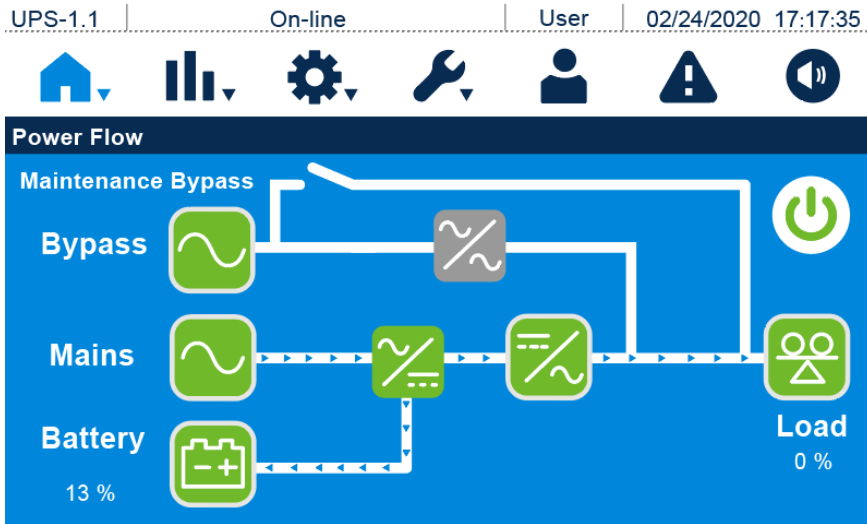 UPS-1.1 On-line User 02/24/2020 17:17:35
Power Flow
Maintenance Bypass
Bypass
Mains
Battery
13 %
Load
0 %